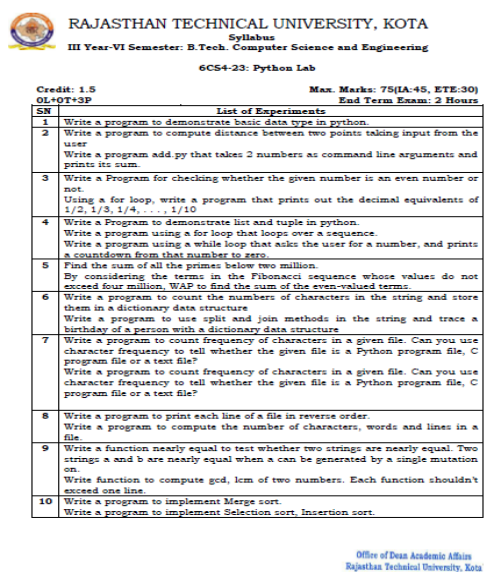 RAJASTHAN TECHNICAL UNIVERSITY, KOTA
Syllabus
III Year-VI Semester: B.Tech. Computer Science and Engineering
6CS4-23: Python Lab
Credit: 1.5 Max. Marks: 75(IA:45, ETE:30)
0L+0T+3P End Term Exam: 2 Hours
SN List of Experiments
1 Write a program to demonstrate basic data type in python.
2 Write a program to compute distance between two points taking input from the
user
Write a program add.py that takes 2 numbers as command line arguments and
prints its sum.
3 Write a Program for checking whether the given number is an even number or
not.
Using a for loop, write a program that prints out the decimal equivalents of
1/2, 1/3, 1/4, . . . , 1/10
4 Write a Program to demonstrate list and tuple in python.
Write a program using a for loop that loops over a sequence.
Write a program using a while loop that asks the user for a number, and prints
a countdown from that number to zero.
5 Find the sum of all the primes below two million.
By considering the terms in the Fibonacci sequence whose values do not
exceed four million, WAP to find the sum of the even-valued terms.
6 Write a program to count the numbers of characters in the string and store
them in a dictionary data structure
Write a program to use split and join methods in the string and trace a
birthday of a person with a dictionary data structure
7 Write a program to count frequency of characters in a given file. Can you use
character frequency to tell whether the given file is a Python program file, C
program file or a text file?
Write a program to count frequency of characters in a given file. Can you use
character frequency to tell whether the given file is a Python program file, C
program file or a text file?
8 Write a program to print each line of a file in reverse order.
Write a program to compute the number of characters, words and lines in a
file.
9 Write a function nearly equal to test whether two strings are nearly equal. Two
strings a and b are nearly equal when a can be generated by a single mutation
on.
Write function to compute gcd, lcm of two numbers. Each function shouldn't
exceed one line.
10 Write a program to implement Merge sort.
Write a program to implement Selection sort, Insertion sort.
Office of Dean Academic Affairs
Rajasthan Technical University, Kota